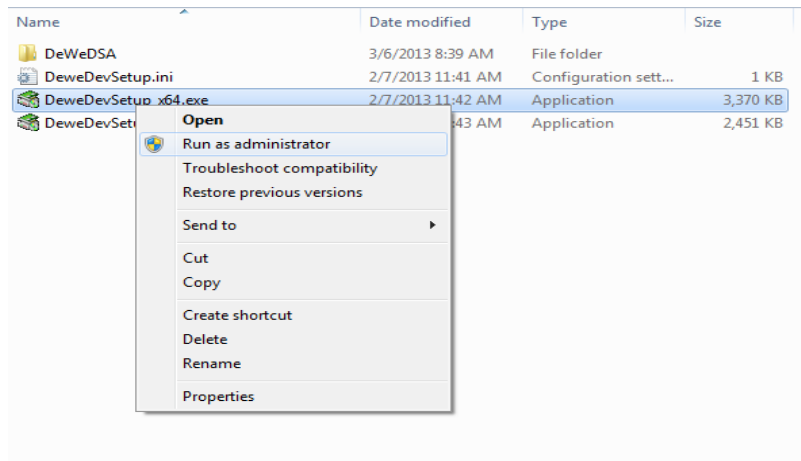 Name Date modified Type Size
DeWeDSA 3/6/2013 8:39 AM File folder
DeweDevSetup.ini 2/7/2013 11:41 AM Configuration sett... 1 KB
DeweDevSetup_x64.exe 2/7/2013 11:42 AM Application 3,370 KB
DeweDevSetu :43 AM Application 2,451 KB
Open
Run as administrator
Troubleshoot compatibility
Restore previous versions
Send to
Cut
Copy
Create shortcut
Delete
Rename
Properties